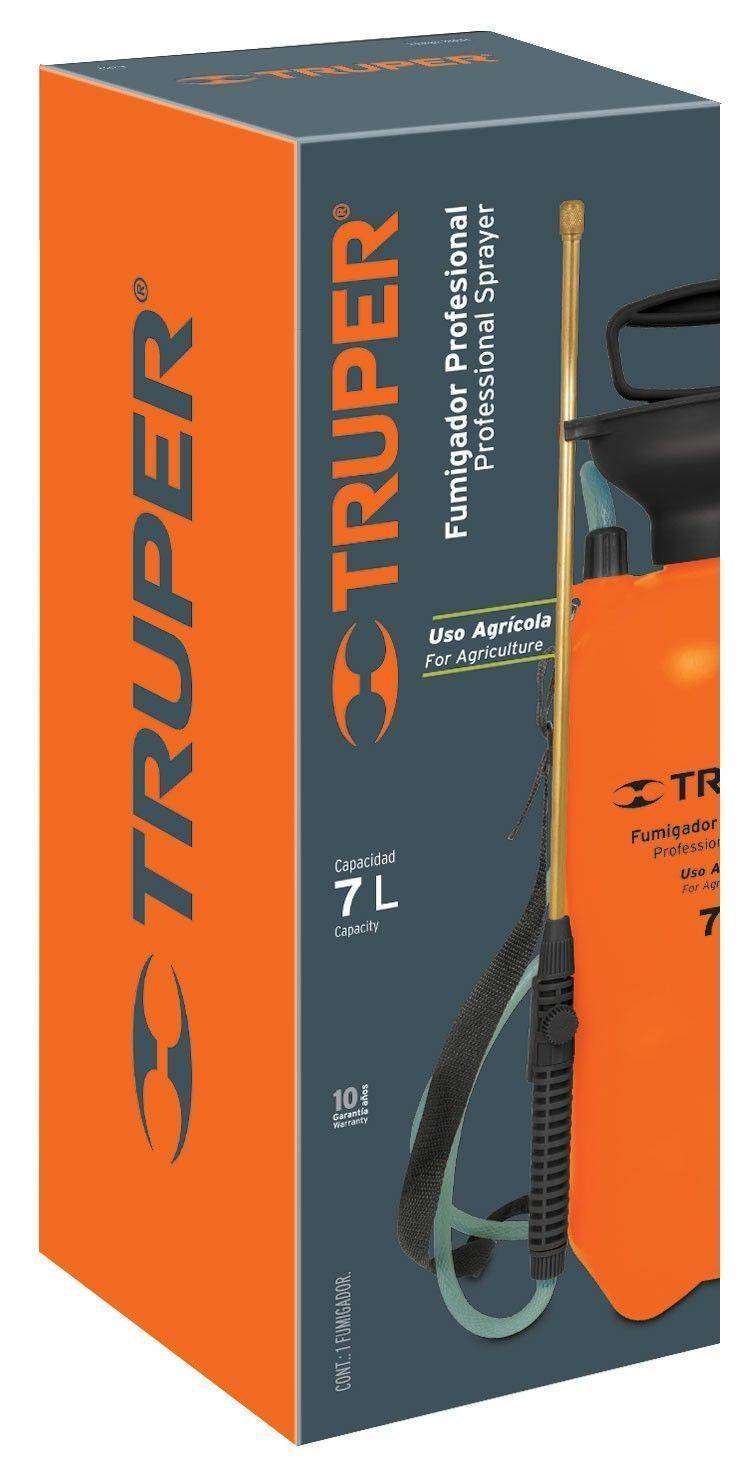 TRUPER
TRUPER®
TRUPER®
Fumigador Profesional
Professional Sprayer
Uso Agrícola
For Agriculture
Capacidad
7 L
Capacity
10 años
Garantía
Warranty
CONT.: 1 FUMIGADOR.
TR
Fumigador
Profession
Uso A
For Agr
7